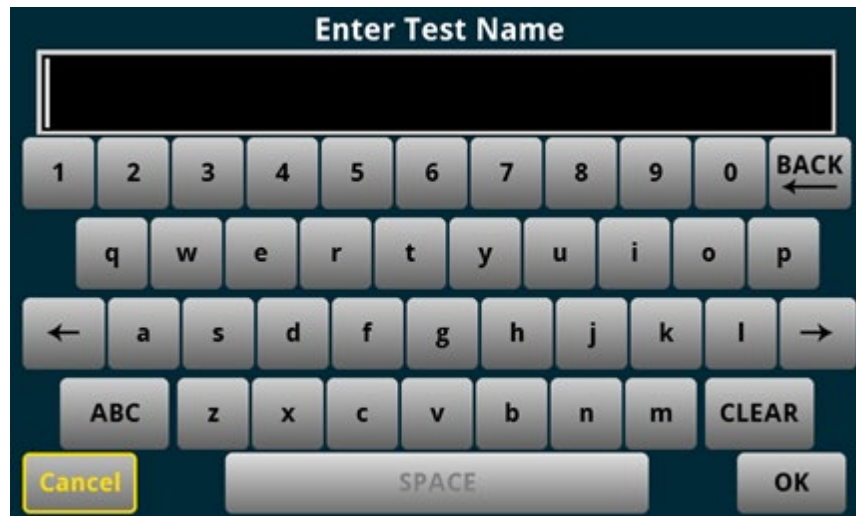 Enter Test Name
1 2 3 4 5 6 7 8 9 0 BACK
q w e r t y u i o p
← a s d f g h j k l →
ABC z x c v b n m CLEAR
Cancel SPACE OK